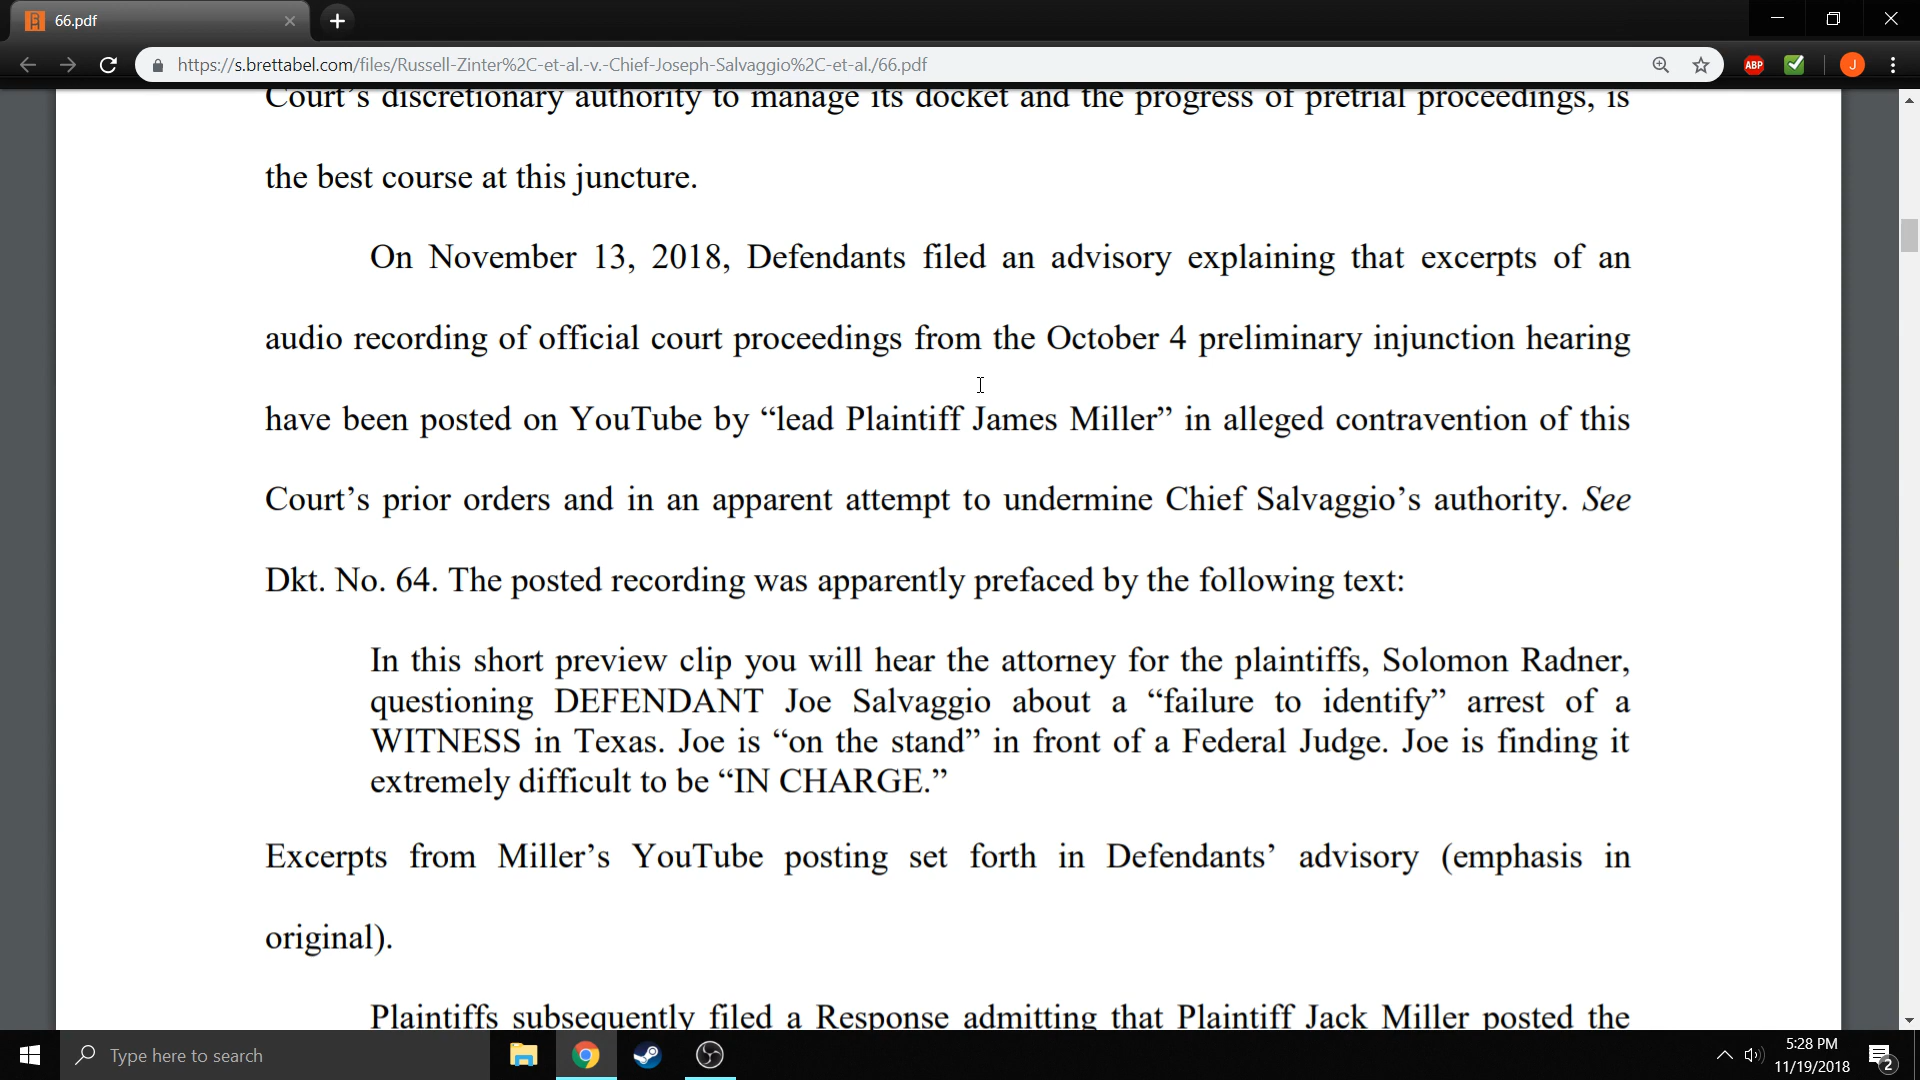 66.pdf
https://s.brettabel.com/files/Russell-Zinter%2C-et-al.-v.-Chief-Joseph-Salvaggio%2C-et-al./66.pdf
ABP
J
Court's discretionary authority to manage its docket and the progress of pretrial proceedings, is
the best course at this juncture.
On November 13, 2018, Defendants filed an advisory explaining that excerpts of an
audio recording of official court proceedings from the October 4 preliminary injunction hearing
have been posted on YouTube by “lead Plaintiff James Miller” in alleged contravention of this
Court’s prior orders and in an apparent attempt to undermine Chief Salvaggio’s authority. See
Dkt. No. 64. The posted recording was apparently prefaced by the following text:
In this short preview clip you will hear the attorney for the plaintiffs, Solomon Radner,
questioning DEFENDANT Joe Salvaggio about a “failure to identify” arrest of a
WITNESS in Texas. Joe is “on the stand” in front of a Federal Judge. Joe is finding it
extremely difficult to be “IN CHARGE.”
Excerpts from Miller’s YouTube posting set forth in Defendants’ advisory (emphasis in
original).
Plaintiffs subsequently filed a Response admitting that Plaintiff Jack Miller posted the
Type here to search
5:28 PM
11/19/2018
2